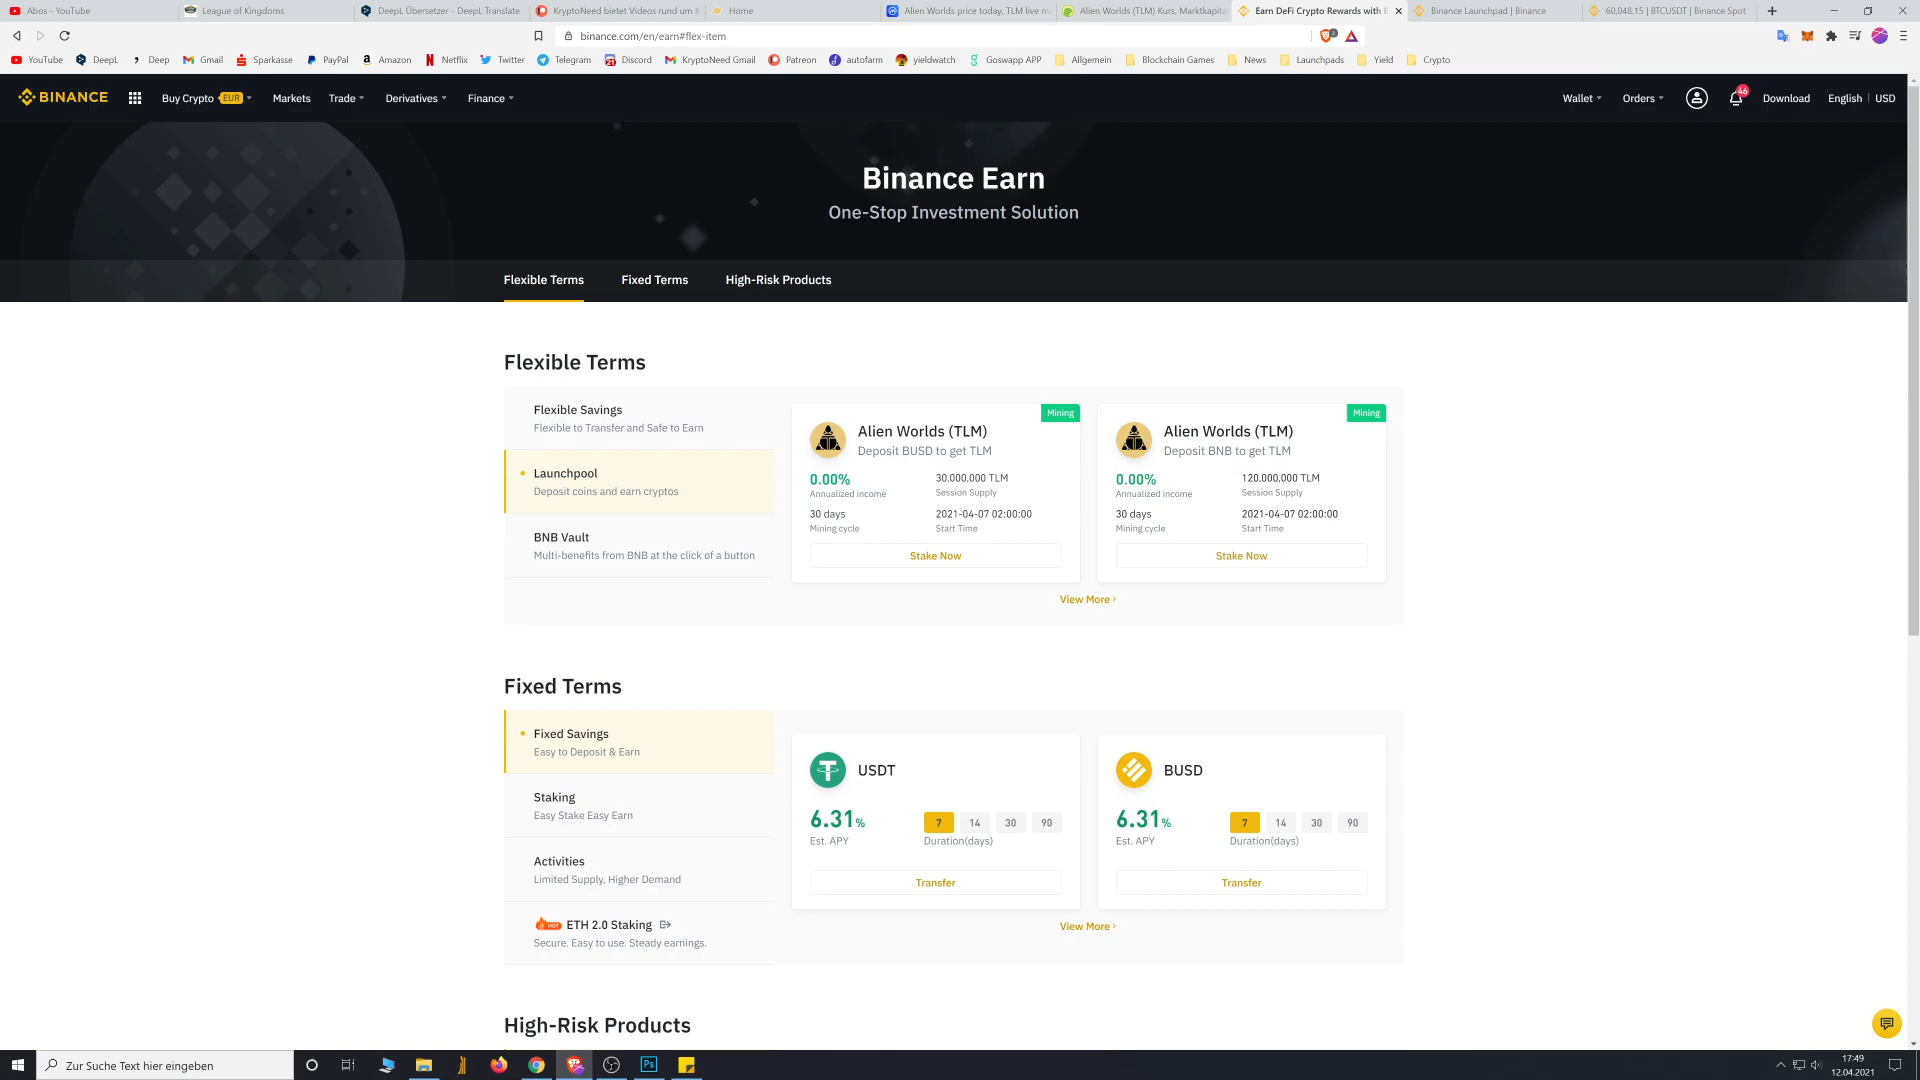 Abos - YouTube
League of Kingdoms
DeepL Übersetzer - DeepL Translate
KryptoNeed bietet Videos rund um K
Home
Alien Worlds price today, TLM live m
Alien Worlds (TLM) Kurs, Marktkapita
Earn DeFi Crypto Rewards with B
Binance Launchpad | Binance
60,048.15 | BTCUSDT | Binance Spot
binance.com/en/earn#flex-item
YouTube
DeepL
Deep
Gmail
Sparkasse
PayPal
Amazon
Netflix
Twitter
Telegram
21
Discord
KryptoNeed Gmail
Patreon
autofarm
yieldwatch
Goswapp APP
Allgemein
Blockchain Games
News
Launchpads
Yield
Crypto
BINANCE
Buy Crypto EUR
Markets
Trade
Derivatives
Finance
Wallet
Orders
46
Download
English | USD
Binance Earn
One-Stop Investment Solution
Flexible Terms
Fixed Terms
High-Risk Products
Flexible Terms
Flexible Savings
Flexible to Transfer and Safe to Earn
Launchpool
Deposit coins and earn cryptos
BNB Vault
Multi-benefits from BNB at the click of a button
Mining
Alien Worlds (TLM)
Deposit BUSD to get TLM
0.00%
Annualized income
30,000,000 TLM
Session Supply
30 days
Mining cycle
2021-04-07 02:00:00
Start Time
Stake Now
Mining
Alien Worlds (TLM)
Deposit BNB to get TLM
0.00%
Annualized income
120,000,000 TLM
Session Supply
30 days
Mining cycle
2021-04-07 02:00:00
Start Time
Stake Now
View More
Fixed Terms
Fixed Savings
Easy to Deposit & Earn
Staking
Easy Stake Easy Earn
Activities
Limited Supply, Higher Demand
HOT ETH 2.0 Staking
Secure. Easy to use. Steady earnings.
USDT
6.31%
Est. APY
7 14 30 90
Duration(days)
Transfer
BUSD
6.31%
Est. APY
7 14 30 90
Duration(days)
Transfer
View More
High-Risk Products
Zur Suche Text hier eingeben
Ps
17:49
12.04.2021